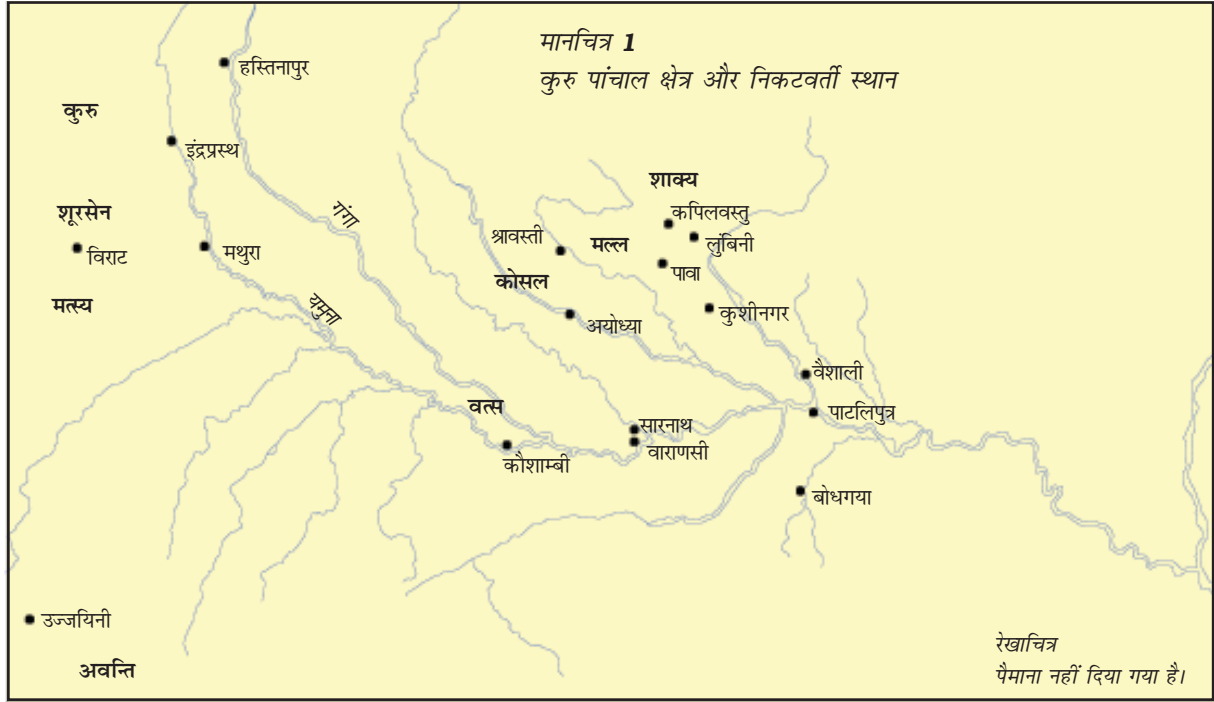 मानचित्र 1
कुरु पांचाल क्षेत्र और निकटवर्ती स्थान
हस्तिनापुर
कुरु
इंद्रप्रस्थ
शाक्य
कपिलवस्तु
शूरसेन
गंगा
श्रावस्ती
मल्ल
लुंबिनी
विराट
मथुरा
पावा
कोसल
मत्स्य
यमुना
अयोध्या
कुशीनगर
वैशाली
वत्स
पाटलिपुत्र
सारनाथ
वाराणसी
कौशाम्बी
बोधगया
उज्जयिनी
अवन्ति
रेखाचित्र
पैमाना नहीं दिया गया है।